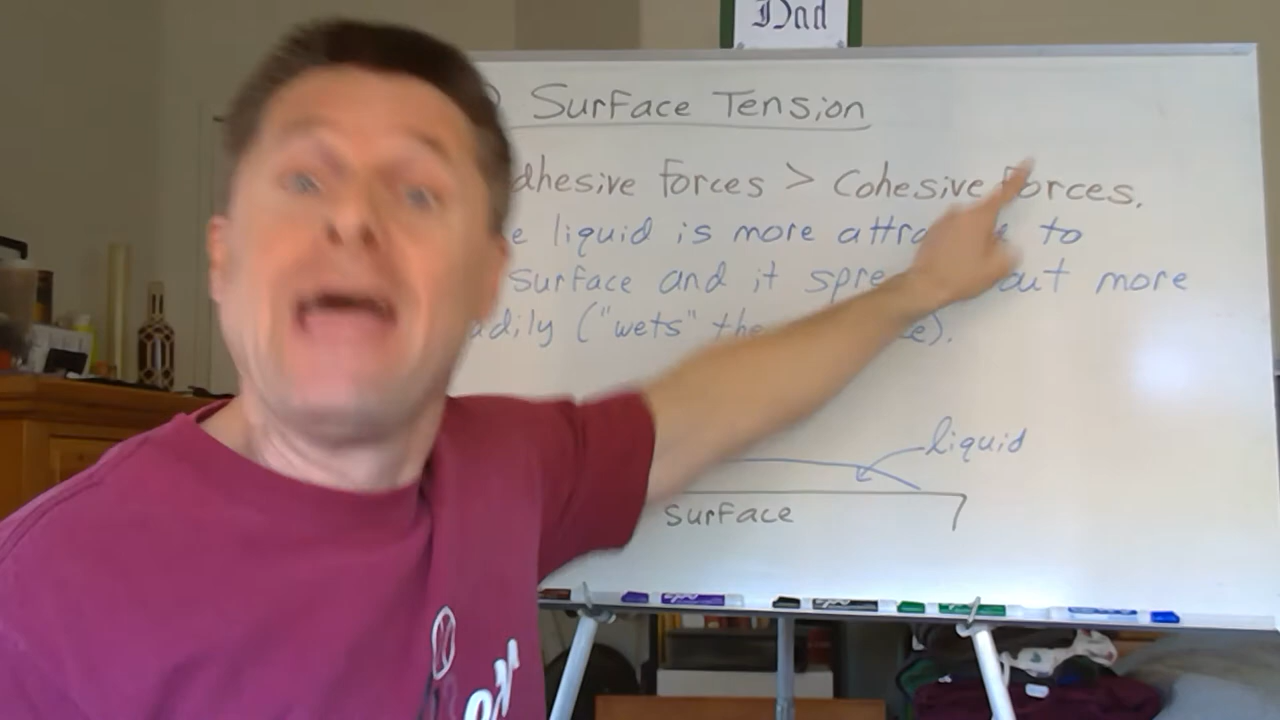 Dad
Surface Tension
dhesive forces > Cohesive forces.
e liquid is more attra to
surface and it spre out more
adily ("wets" the e).
liquid
surface